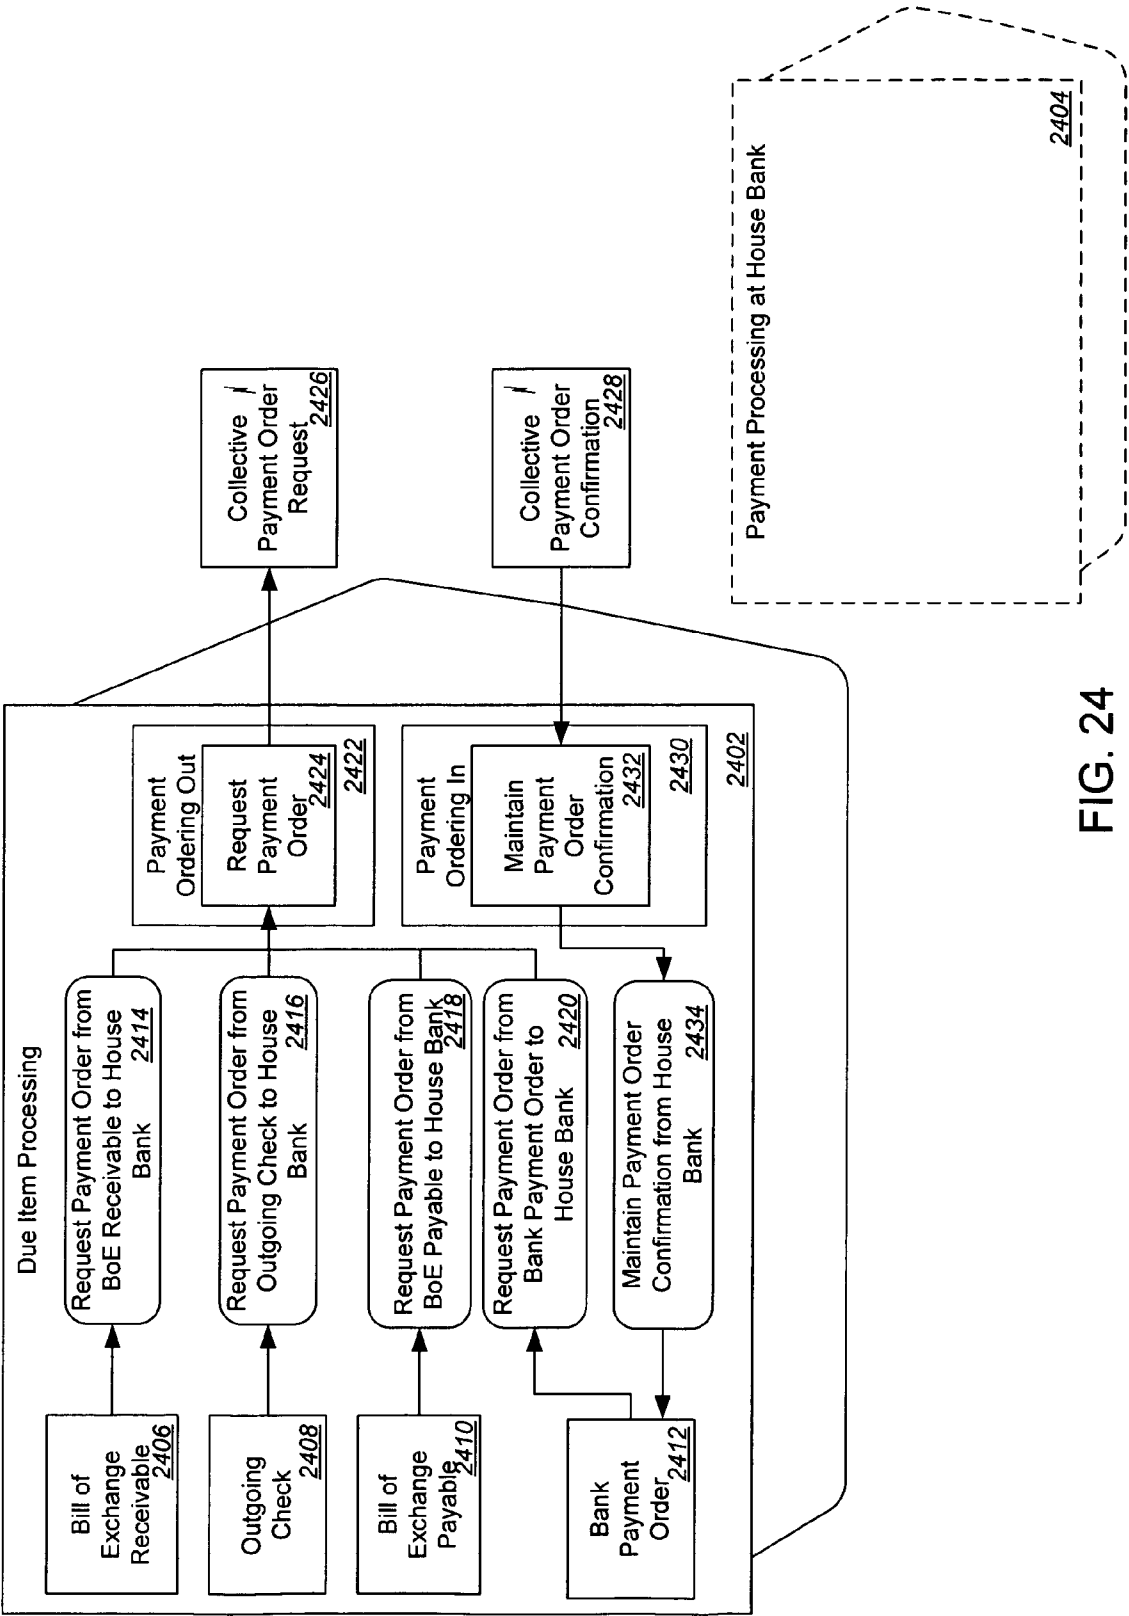 Due Item Processing
Bill of
Exchange
Receivable
2406
Request Payment Order from
BoE Receivable to House
Bank
2414
Payment
Ordering Out
Request
Payment
Order
2424
2422
Collective
Payment Order
Request
2426
Outgoing
Check
2408
Request Payment Order from
Outgoing Check to House
Bank
2416
Bill of
Exchange
Payable
2410
Request Payment Order from
BoE Payable to House Bank
2418
Payment
Ordering In
Maintain
Payment
Order
Confirmation
2432
2430
Collective
Payment Order
Confirmation
2428
Request Payment Order from
Bank Payment Order to
House Bank
2420
Bank
Payment
Order
2412
Maintain Payment Order
Confirmation from House
Bank
2434
2402
Payment Processing at House Bank
2404
FIG. 24